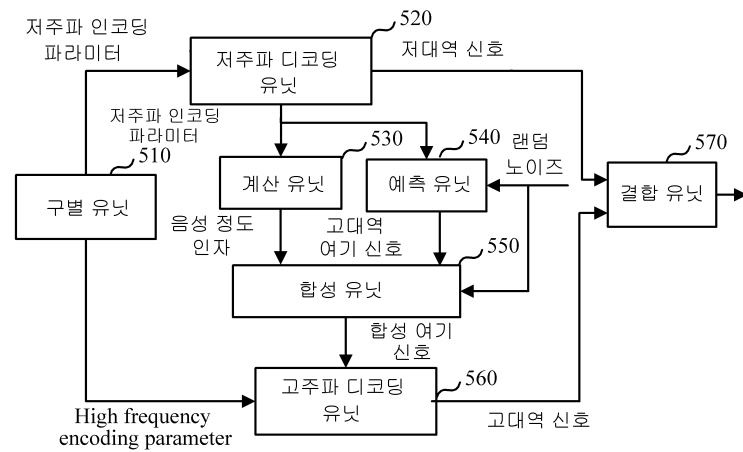 저주파 인코딩
파라미터
520
저주파 디코딩
유닛
저대역 신호
저주파 인코딩
파라미터
510
구별 유닛
530
계산 유닛
540
예측 유닛
랜덤
노이즈
570
결합 유닛
음성 정도
인자
고대역
여기 신호
550
합성 유닛
합성 여기
신호
560
고주파 디코딩
유닛
High frequency
encoding parameter
고대역 신호